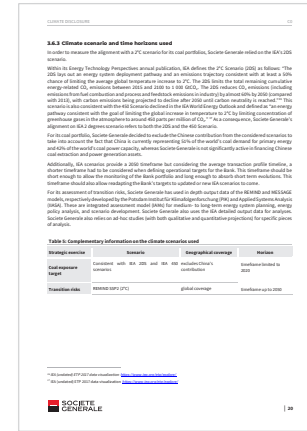 CLIMATE DISCLOSURE
3.6.3 Climate scenario and time horizons used
In order to measure the alignment with a 2°C scenario for its coal portfolios, Societe Generale relied on the IEA's 2DS
scenario.
Within its Energy Technology Perspectives annual publication, IEA defines the 2°C Scenario (2DS) as follows: "The
2DS lays out an energy system deployment pathway and an emissions trajectory consistent with at least a 50%
chance of limiting the average global temperature increase to 2°C. The 2DS limits the total remaining cumulative
energy-related CO₂ emissions between 2015 and 2100 to 1 000 GtCO₂. The 2DS reduces CO₂ emissions (including
emissions from fuel combustion and process and feedstock emissions in industry) by almost 60% by 2050 (compared
with 2013), with carbon emissions being projected to decline after 2050 until carbon neutrality is reached." This
scenario is also consistent with the 450 Scenario declined in the IEA World Energy Outlook and defined as "an energy
pathway consistent with the goal of limiting the global increase in temperature to 2°C by limiting concentration of
greenhouse gases in the atmosphere to around 450 parts per million of CO₂." As a consequence, Societe Generale's
alignment on IEA 2 degrees scenario refers to both the 2DS and the 450 Scenario.
For its coal portfolio, Societe Generale decided to exclude the Chinese contribution from the considered scenarios to
take into account the fact that China is currently representing 51% of the world coal demand for primary energy
and 43% of the world's coal power capacity, whereas Societe Generale is not significantly active in financing Chinese
coal extraction and power generation assets.
Additionally, IEA scenarios provide a 2050 timeframe but considering the average transaction profile timeline, a
shorter timeframe had to be considered when defining operational targets for the Bank. This timeframe should be
short enough to allow the monitoring of the Bank portfolio and long enough to absorb short term evolutions. This
timeframe should also allow readapting the Bank's targets to updated or new IEA scenarios to come.
For its assessment of transition risks, Societe Generale has used in depth output data of the REMIND and MESSAGE
models, respectively developed by the Potsdam Institut für Klimafolgenforschung (PIK) and Applied Systems Analysis
(IIASA). These are integrated assessment models (IAMs) for medium- to long-term energy system planning, energy
policy analysis, and scenario development. Societe Generale also uses the IEA detailed output data for analyses.
Societe Generale also relies on ad-hoc studies (with both qualitative and quantitative projections) for specific pieces
of analysis.
Table 5: Complementary information on the climate scenarios used
Strategic exercise Scenario Geographical coverage Horizon
Coal exposure target Consistent with IEA 2DS and IEA 450 scenarios excludes China's contribution timeframe limited to 2020
Transition risks REMIND SSP2 (2°C) global coverage timeframe up to 2050
SOCIETE
GENERALE
| 20